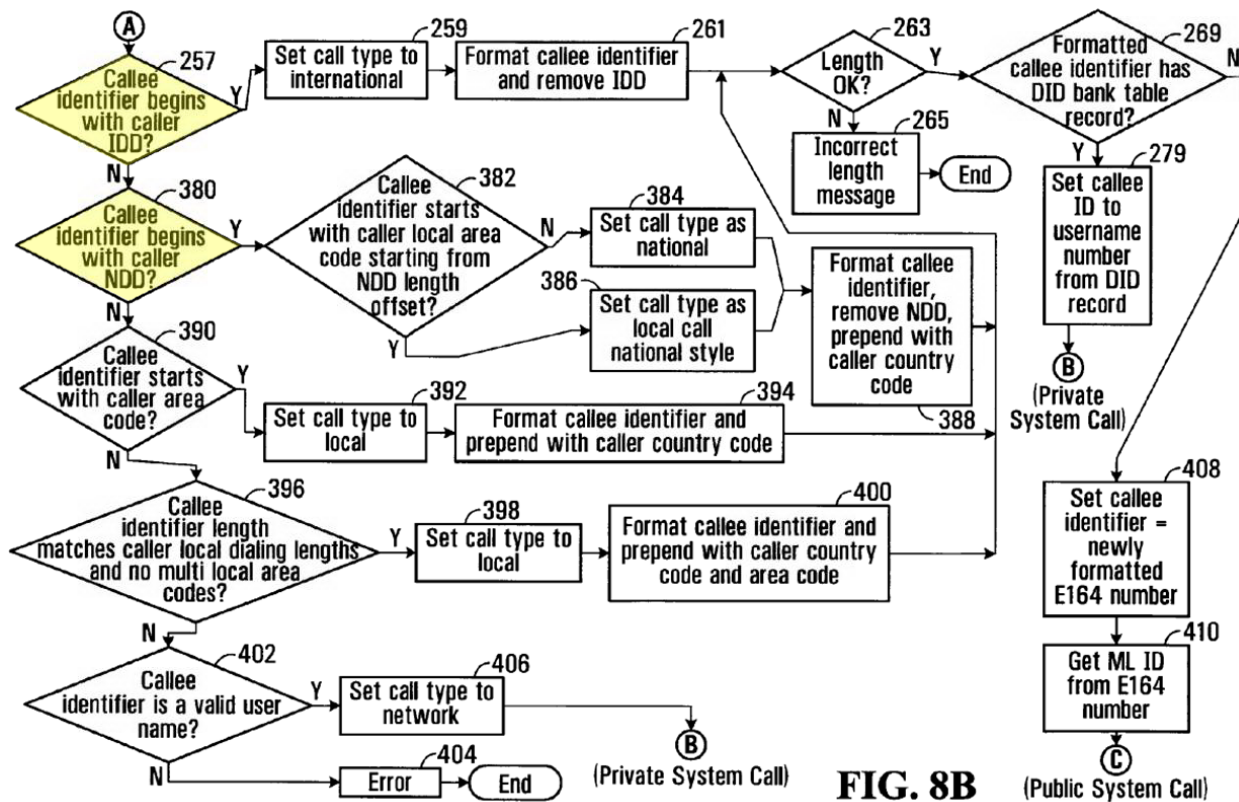 A
257
Callee
identifier begins
with caller
IDD?
Y
N
259
Set call type to
international
261
Format callee identifier
and remove IDD
263
Length
OK?
Y
N
265
Incorrect
length
message
End
269
Formatted
callee identifier has
DID bank table
record?
N
Y
279
Set callee
ID to
username
number
from DID
record
B
(Private
System Call)
380
Callee
identifier begins
with caller
NDD?
Y
N
382
Callee
identifier starts
with caller local area
code starting from
NDD length
offset?
N
Y
384
Set call type as
national
386
Set call type as
local call
national style
Format callee
identifier,
remove NDD,
prepend with
caller country
code
388
390
Callee
identifier starts
with caller area
code?
Y
N
392
Set call type to
local
394
Format callee identifier and
prepend with caller country code
396
Callee
identifier length
matches caller local dialing lengths
and no multi local area
codes?
Y
N
398
Set call type to
local
400
Format callee identifier and
prepend with caller country
code and area code
402
Callee
identifier is a valid user
name?
Y
N
406
Set call type to
network
B
(Private System Call)
404
Error
End
408
Set callee
identifier =
newly
formatted
E164 number
410
Get ML ID
from E164
number
C
(Public System Call)
FIG. 8B